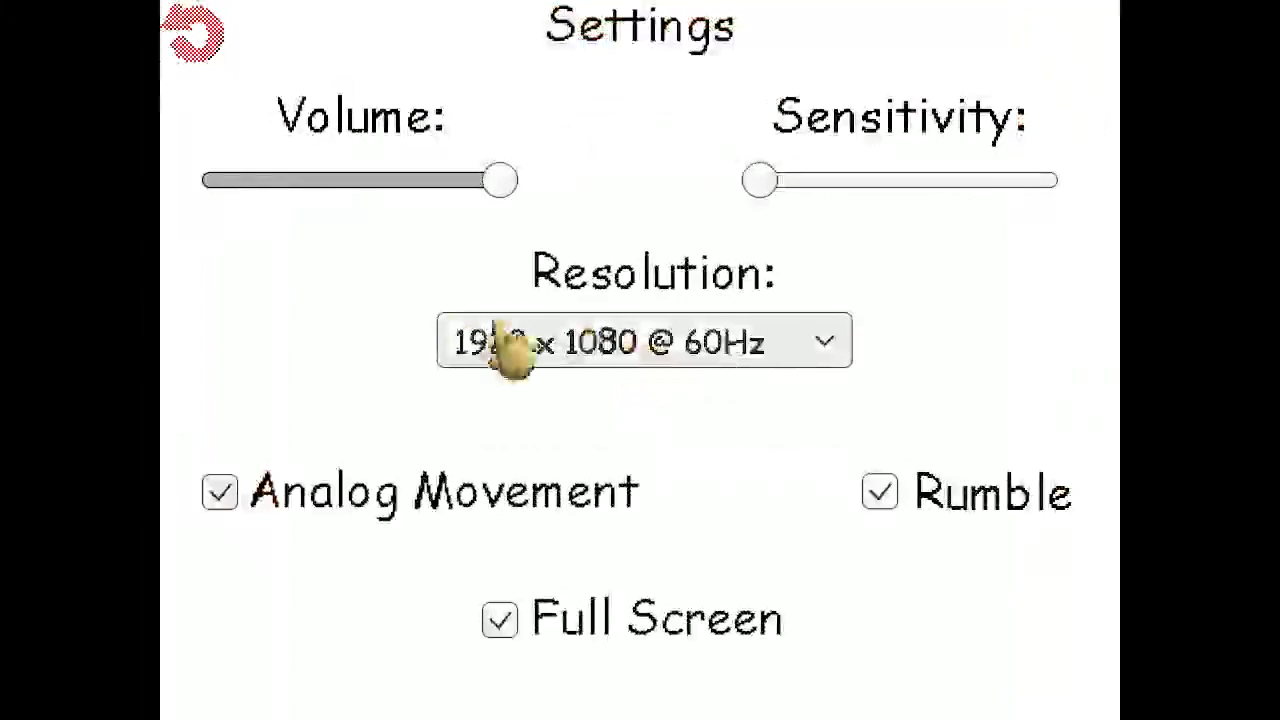 Settings
Volume:
Sensitivity:
Resolution:
x 1080 @ 60Hz
Analog Movement
Rumble
Full Screen